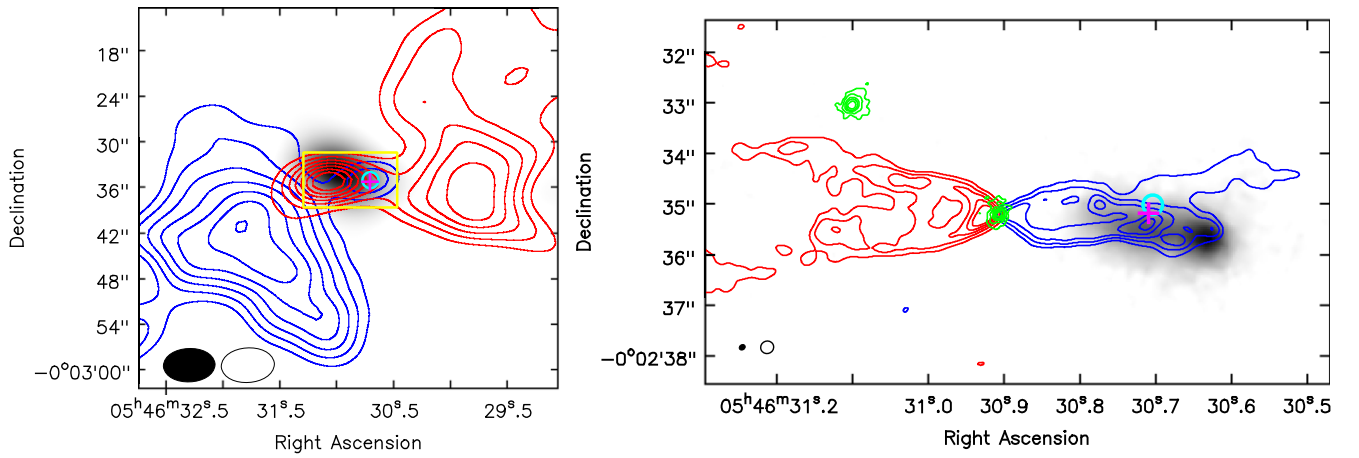 Declination
18"
24"
30"
36"
42"
48"
54"
−0°03'00"
05ʰ46ᵐ32ˢ.5
31ˢ.5
30ˢ.5
29ˢ.5
Right Ascension
Declination
32"
33"
34"
35"
36"
37"
−0°02'38"
05ʰ46ᵐ31ˢ.2
31ˢ.0
30ˢ.9
30ˢ.8
30ˢ.7
30ˢ.6
30ˢ.5
Right Ascension